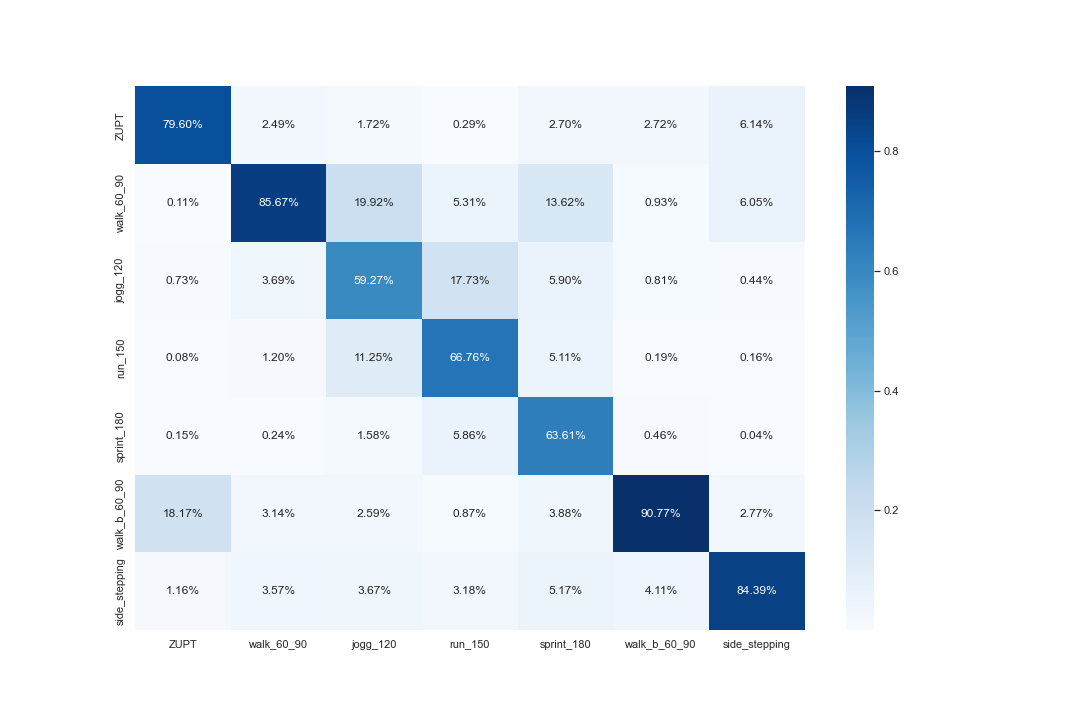 ZUPT 79.60% 2.49% 1.72% 0.29% 2.70% 2.72% 6.14%
walk_60_90 0.11% 85.67% 19.92% 5.31% 13.62% 0.93% 6.05%
jogg_120 0.73% 3.69% 59.27% 17.73% 5.90% 0.81% 0.44%
run_150 0.08% 1.20% 11.25% 66.76% 5.11% 0.19% 0.16%
sprint_180 0.15% 0.24% 1.58% 5.86% 63.61% 0.46% 0.04%
walk_b_60_90 18.17% 3.14% 2.59% 0.87% 3.88% 90.77% 2.77%
side_stepping 1.16% 3.57% 3.67% 3.18% 5.17% 4.11% 84.39%
ZUPT walk_60_90 jogg_120 run_150 sprint_180 walk_b_60_90 side_stepping
0.8
0.6
0.4
0.2